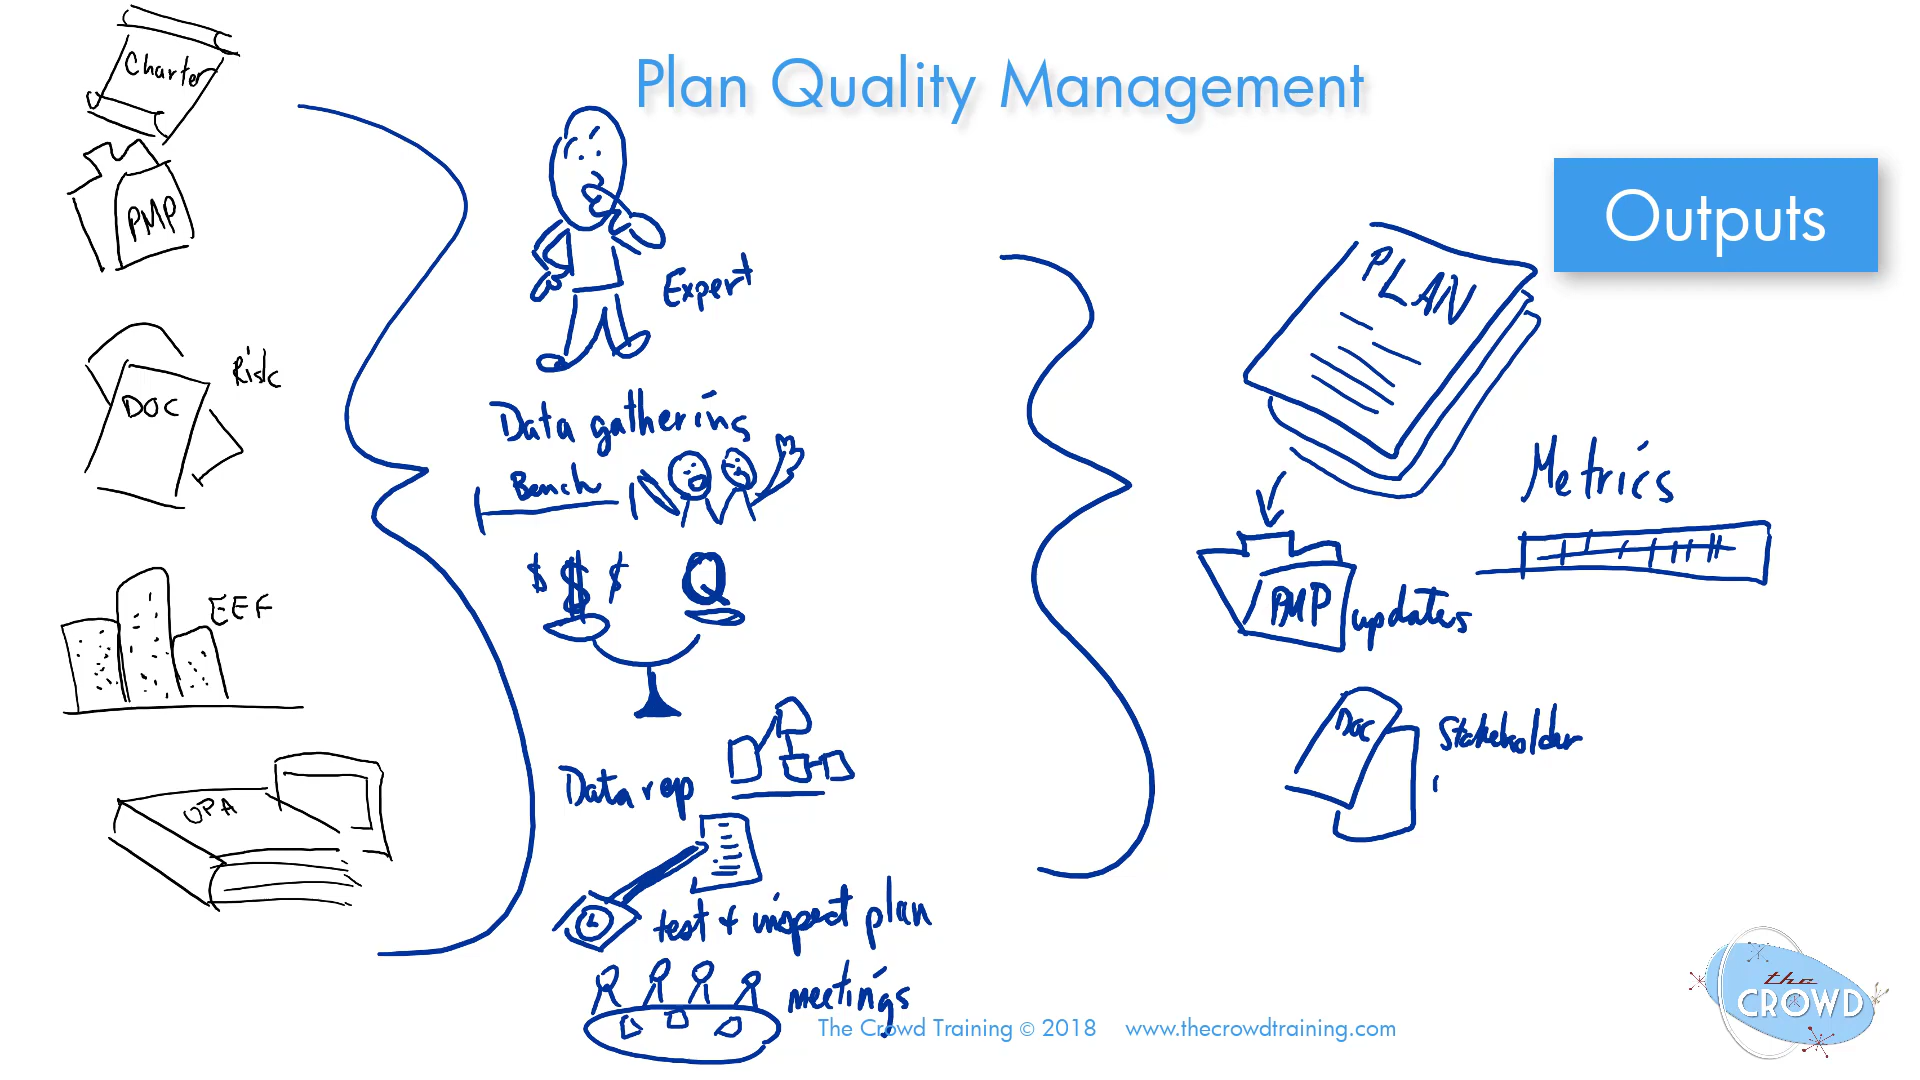 Plan Quality Management
Outputs
Charter
PMP
DOC
Risk
EEF
OPA
Expert
Data gathering
Bench
$ $ $
Q
Data rep
test + inspect plan
meetings
PLAN
Metrics
PMP updates
DOC
Stakeholder
The Crowd Training © 2018 www.thecrowdtraining.com
the
CROWD